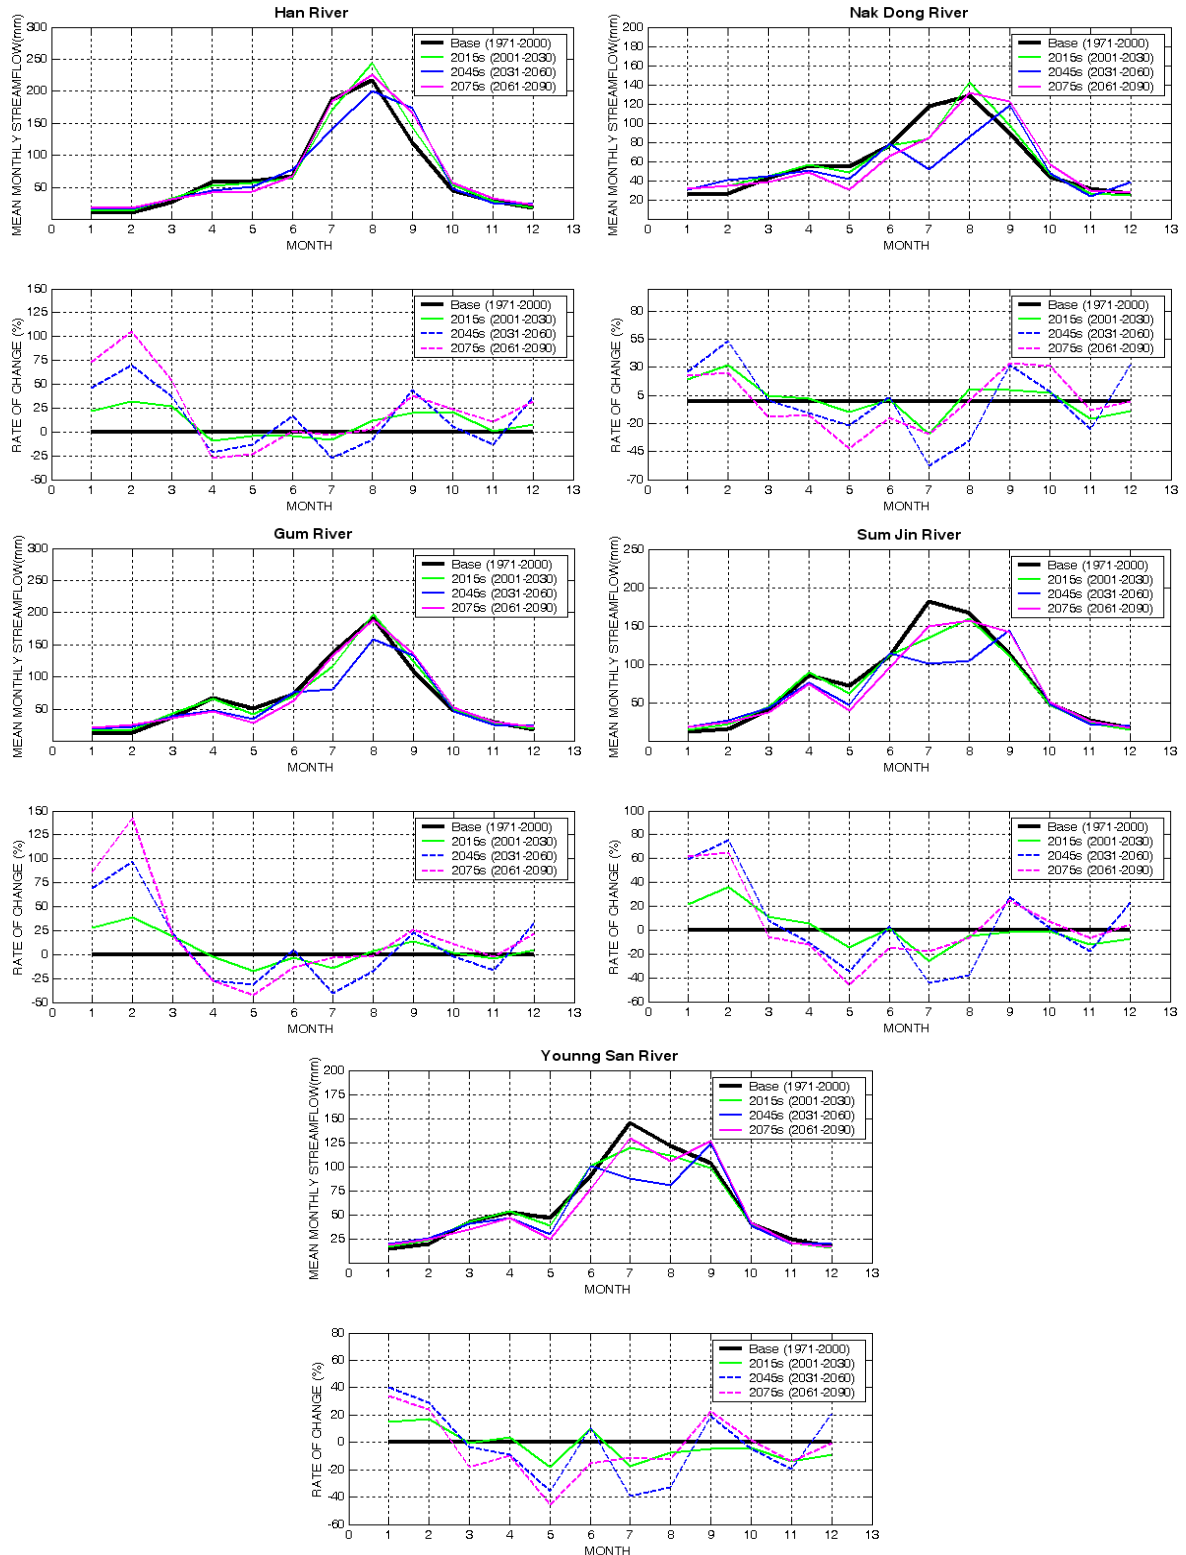 Han River
MEAN MONTHLY STREAMFLOW(mm)
300
250
200
150
100
50
Base (1971-2000)
2015s (2001-2030)
2045s (2031-2060)
2075s (2061-2090)
0 1 2 3 4 5 6 7 8 9 10 11 12 13
MONTH
RATE OF CHANGE (%)
150
125
100
75
50
25
0
-25
-50
Base (1971-2000)
2015s (2001-2030)
2045s (2031-2060)
2075s (2061-2090)
0 1 2 3 4 5 6 7 8 9 10 11 12 13
MONTH
Nak Dong River
MEAN MONTHLY STREAMFLOW(mm)
200
180
160
140
120
100
80
60
40
20
Base (1971-2000)
2015s (2001-2030)
2045s (2031-2060)
2075s (2061-2090)
0 1 2 3 4 5 6 7 8 9 10 11 12 13
MONTH
RATE OF CHANGE (%)
80
55
30
5
-20
-45
-70
Base (1971-2000)
2015s (2001-2030)
2045s (2031-2060)
2075s (2061-2090)
0 1 2 3 4 5 6 7 8 9 10 11 12 13
MONTH
Gum River
MEAN MONTHLY STREAMFLOW(mm)
300
250
200
150
100
50
Base (1971-2000)
2015s (2001-2030)
2045s (2031-2060)
2075s (2061-2090)
0 1 2 3 4 5 6 7 8 9 10 11 12 13
MONTH
RATE OF CHANGE (%)
150
125
100
75
50
25
0
-25
-50
Base (1971-2000)
2015s (2001-2030)
2045s (2031-2060)
2075s (2061-2090)
0 1 2 3 4 5 6 7 8 9 10 11 12 13
MONTH
Sum Jin River
MEAN MONTHLY STREAMFLOW(mm)
250
200
150
100
50
Base (1971-2000)
2015s (2001-2030)
2045s (2031-2060)
2075s (2061-2090)
0 1 2 3 4 5 6 7 8 9 10 11 12 13
MONTH
RATE OF CHANGE (%)
100
80
60
40
20
0
-20
-40
-60
Base (1971-2000)
2015s (2001-2030)
2045s (2031-2060)
2075s (2061-2090)
0 1 2 3 4 5 6 7 8 9 10 11 12 13
MONTH
Younng San River
MEAN MONTHLY STREAMFLOW(mm)
200
175
150
125
100
75
50
25
Base (1971-2000)
2015s (2001-2030)
2045s (2031-2060)
2075s (2061-2090)
0 1 2 3 4 5 6 7 8 9 10 11 12 13
MONTH
RATE OF CHANGE (%)
80
60
40
20
0
-20
-40
-60
Base (1971-2000)
2015s (2001-2030)
2045s (2031-2060)
2075s (2061-2090)
0 1 2 3 4 5 6 7 8 9 10 11 12 13
MONTH